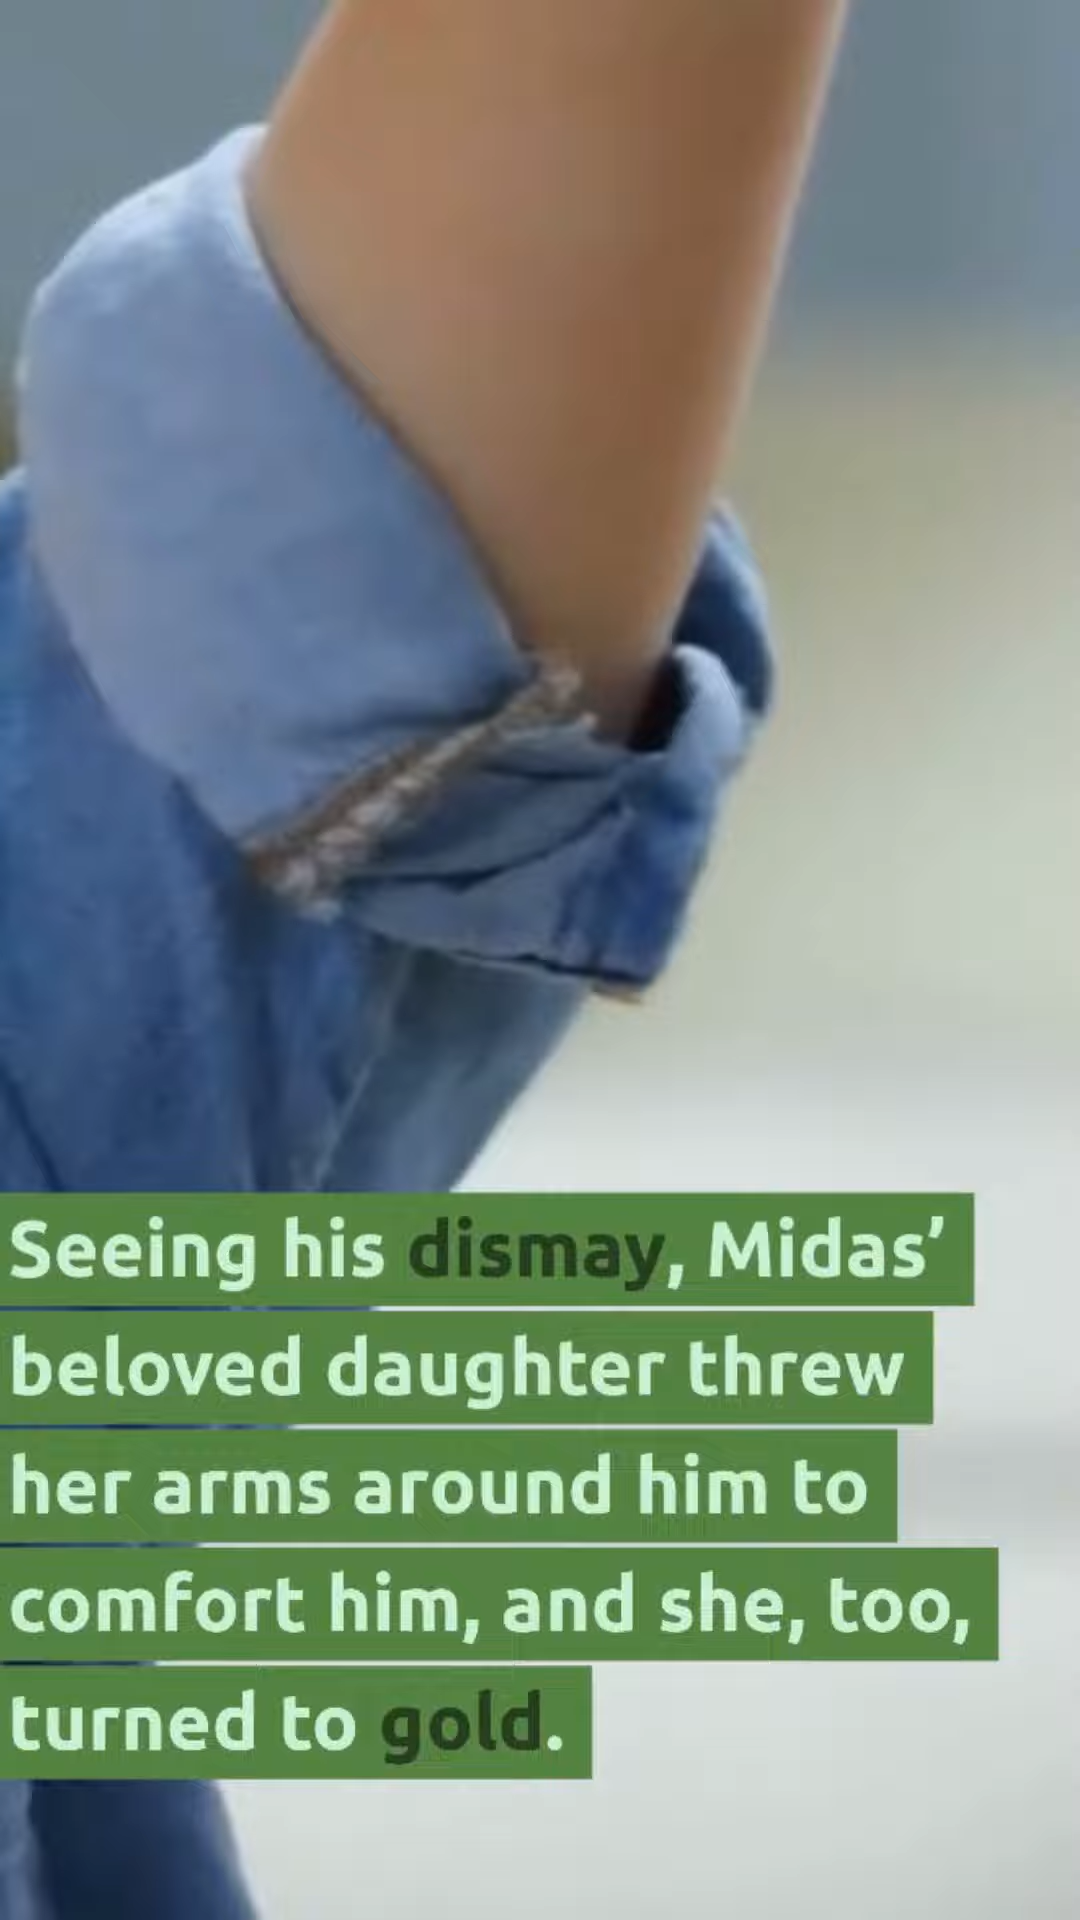 Seeing his dismay, Midas’
beloved daughter threw
her arms around him to
comfort him, and she, too,
turned to gold.